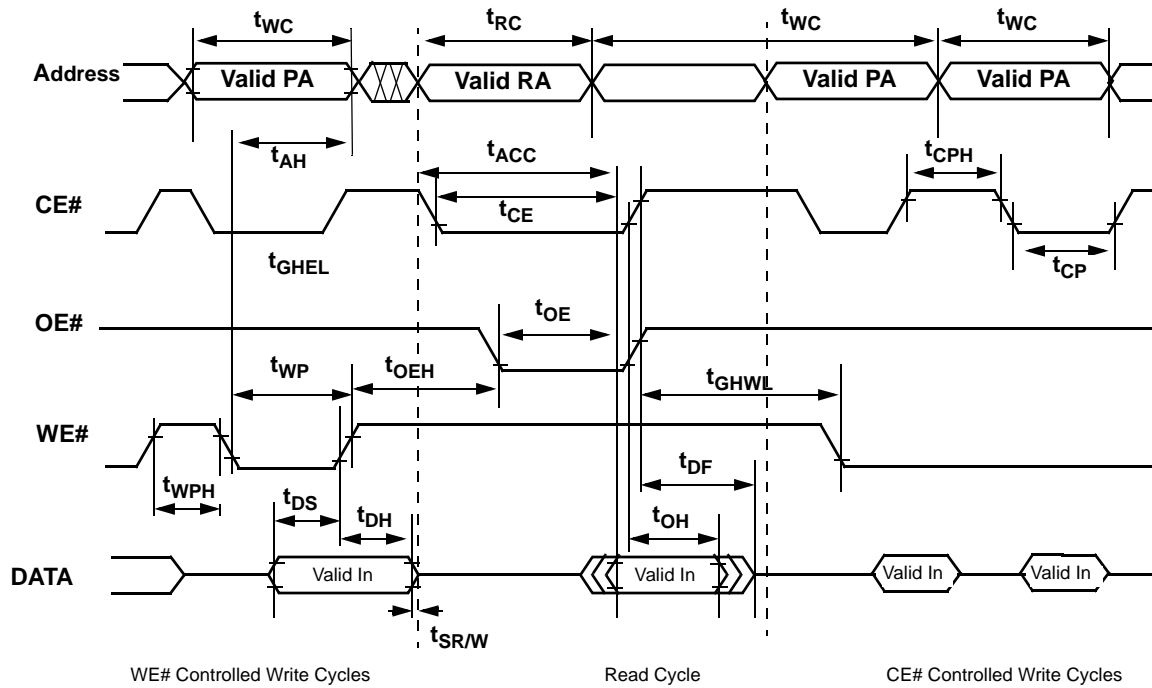 tWC tRC tWC tWC
Address Valid PA Valid RA Valid PA Valid PA
tAH tACC tCPH
CE# tCE
tGHEL tCP
OE# tOE
tWP tOEH tGHWL
WE#
tWPH tDS tDH tDF
tOH
DATA Valid In Valid In Valid In Valid In
tSR/W
WE# Controlled Write Cycles Read Cycle CE# Controlled Write Cycles